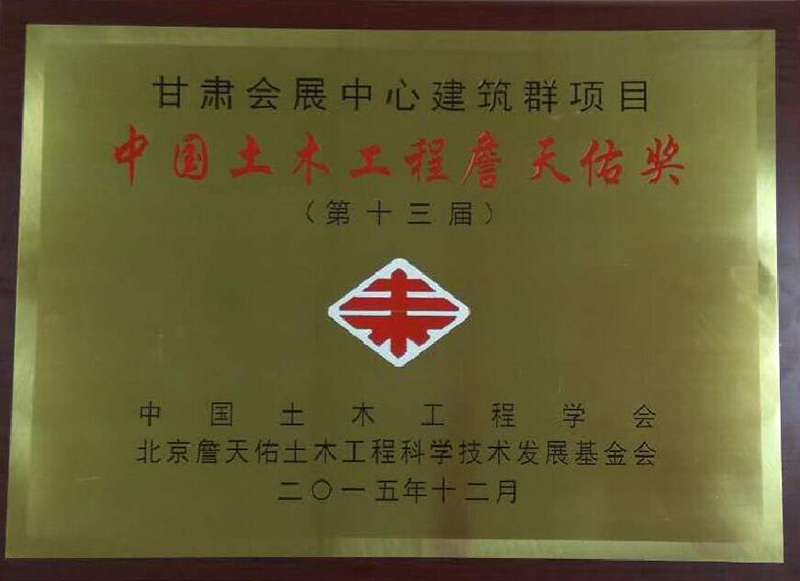 甘肃会展中心建筑群项目
中国土木工程詹天佑奖
（第十三届）
中国土木工程学会
北京詹天佑土木工程科学技术发展基金会
二〇一五年十二月